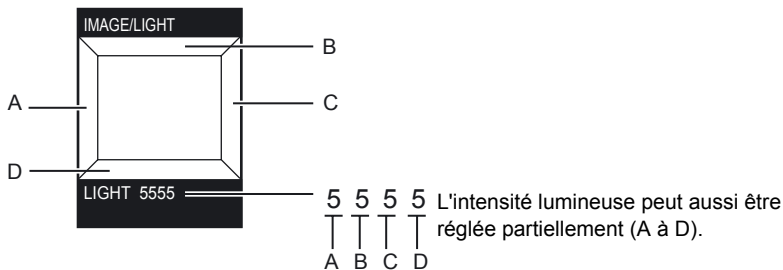 IMAGE/LIGHT
B
A
C
D
LIGHT 5555
5 5 5 5 L'intensité lumineuse peut aussi être
réglée partiellement (A à D).
A B C D